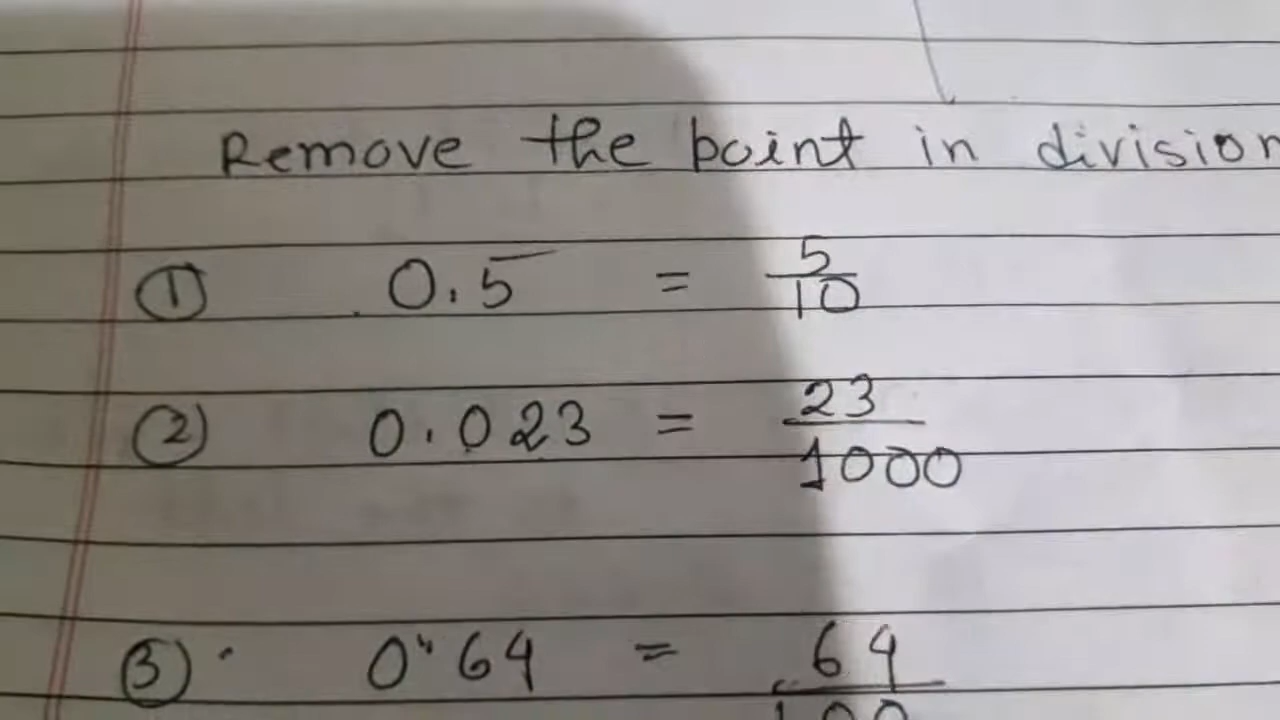 Remove the point in division
① 0.5 = 5/10
② 0.023 = 23/1000
③ 0.64 = 64/100